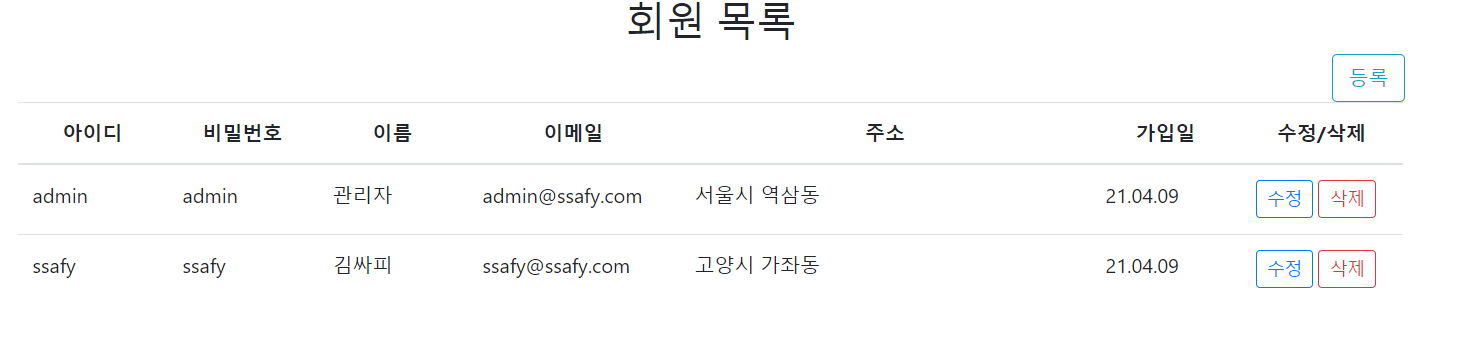 회원 목록
등록
아이디 비밀번호 이름 이메일 주소 가입일 수정/삭제
admin admin 관리자 admin@ssafy.com 서울시 역삼동 21.04.09 수정 삭제
ssafy ssafy 김싸피 ssafy@ssafy.com 고양시 가좌동 21.04.09 수정 삭제